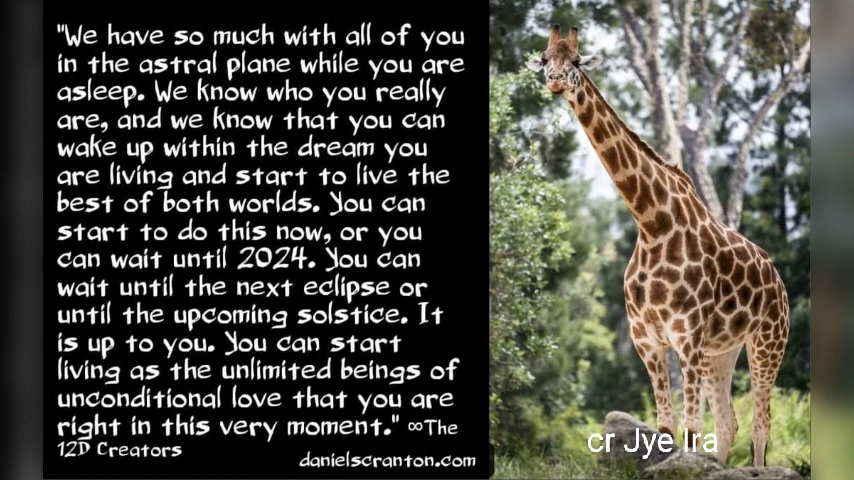 "We have so much with all of you
in the astral plane while you are
asleep. We know who you really
are, and we know that you can
wake up within the dream you
are living and start to live the
best of both worlds. You can
start to do this now, or you
can wait until 2024. You can
wait until the next eclipse or
until the upcoming solstice. It
is up to you. You can start
living as the unlimited beings of
unconditional love that you are
right in this very moment." ∞The
12D Creators
danielscranton.com
cr Jye Ira